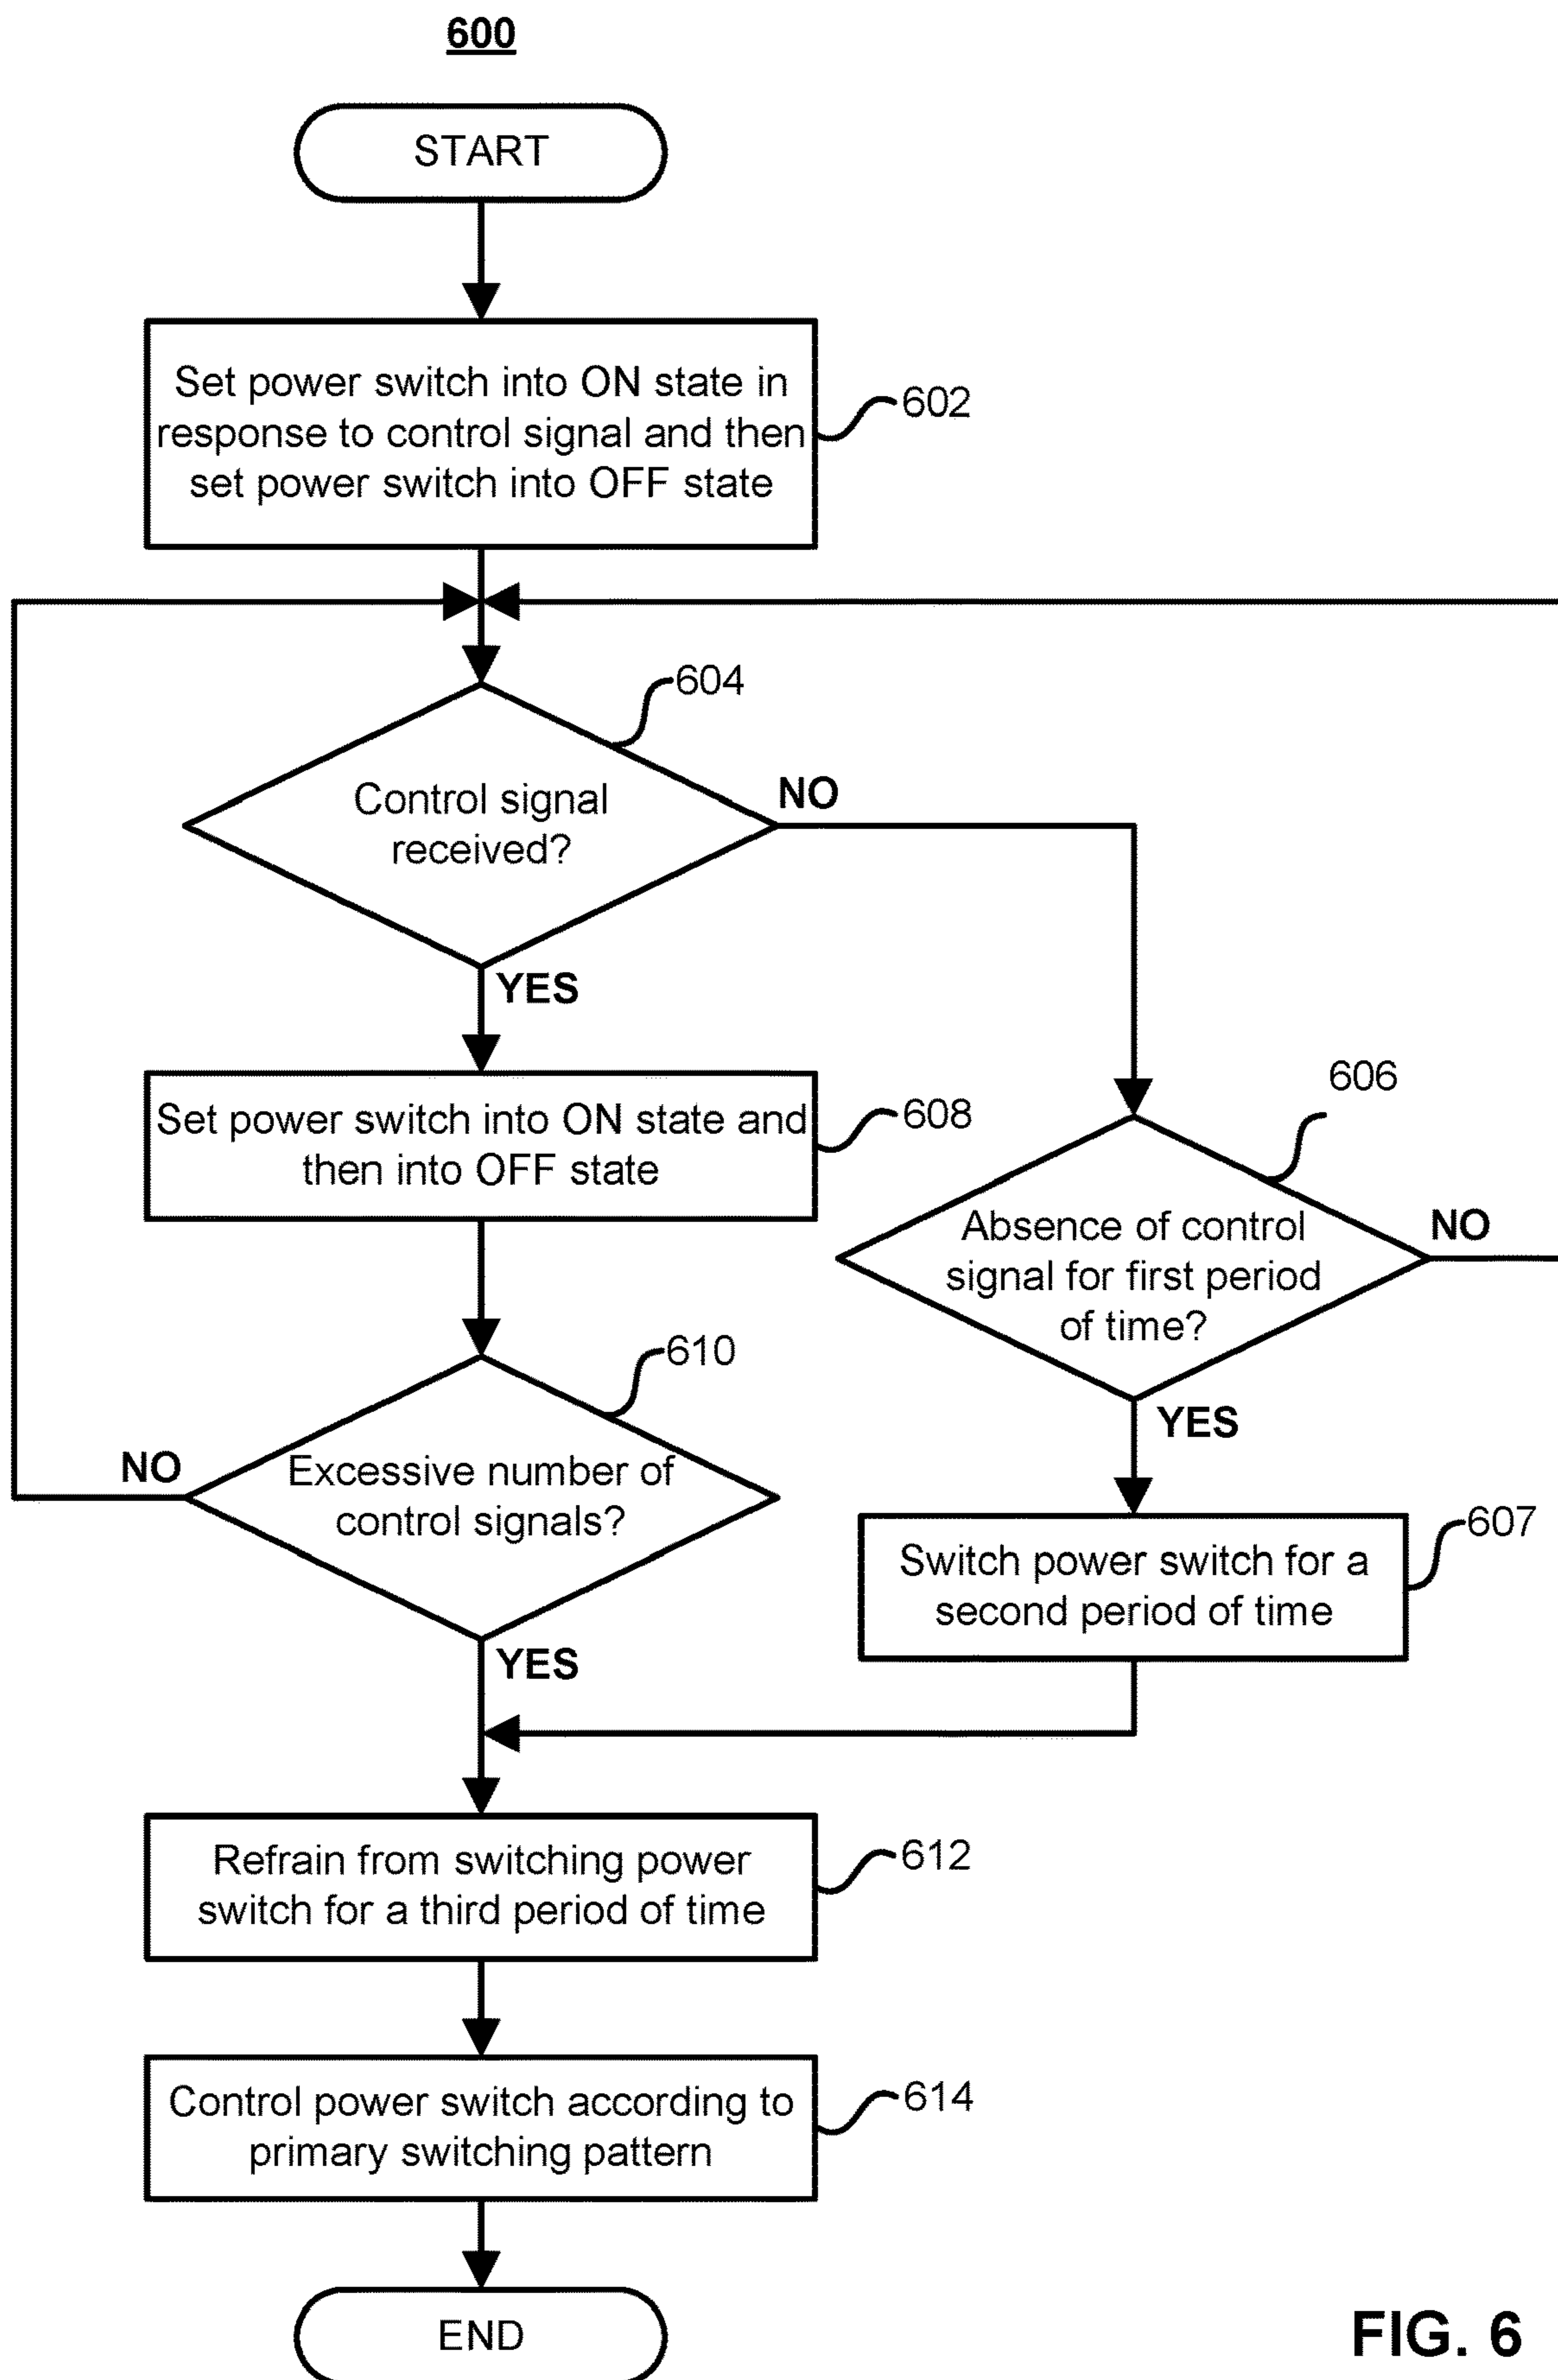 600
START
Set power switch into ON state in
response to control signal and then
set power switch into OFF state
602
604
Control signal
received?
NO
YES
Set power switch into ON state and
then into OFF state
608
606
Absence of control
signal for first period
of time?
NO
YES
610
Excessive number of
control signals?
NO
YES
Switch power switch for a
second period of time
607
Refrain from switching power
switch for a third period of time
612
Control power switch according to
primary switching pattern
614
END
FIG. 6